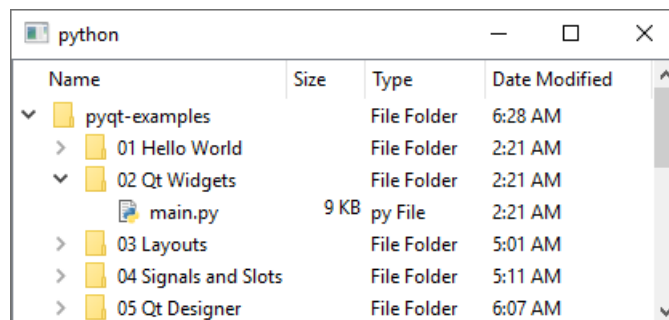 python
Name Size Type Date Modified
pyqt-examples File Folder 6:28 AM
01 Hello World File Folder 2:21 AM
02 Qt Widgets File Folder 2:21 AM
main.py 9 KB py File 2:21 AM
03 Layouts File Folder 5:01 AM
04 Signals and Slots File Folder 5:11 AM
05 Qt Designer File Folder 6:07 AM